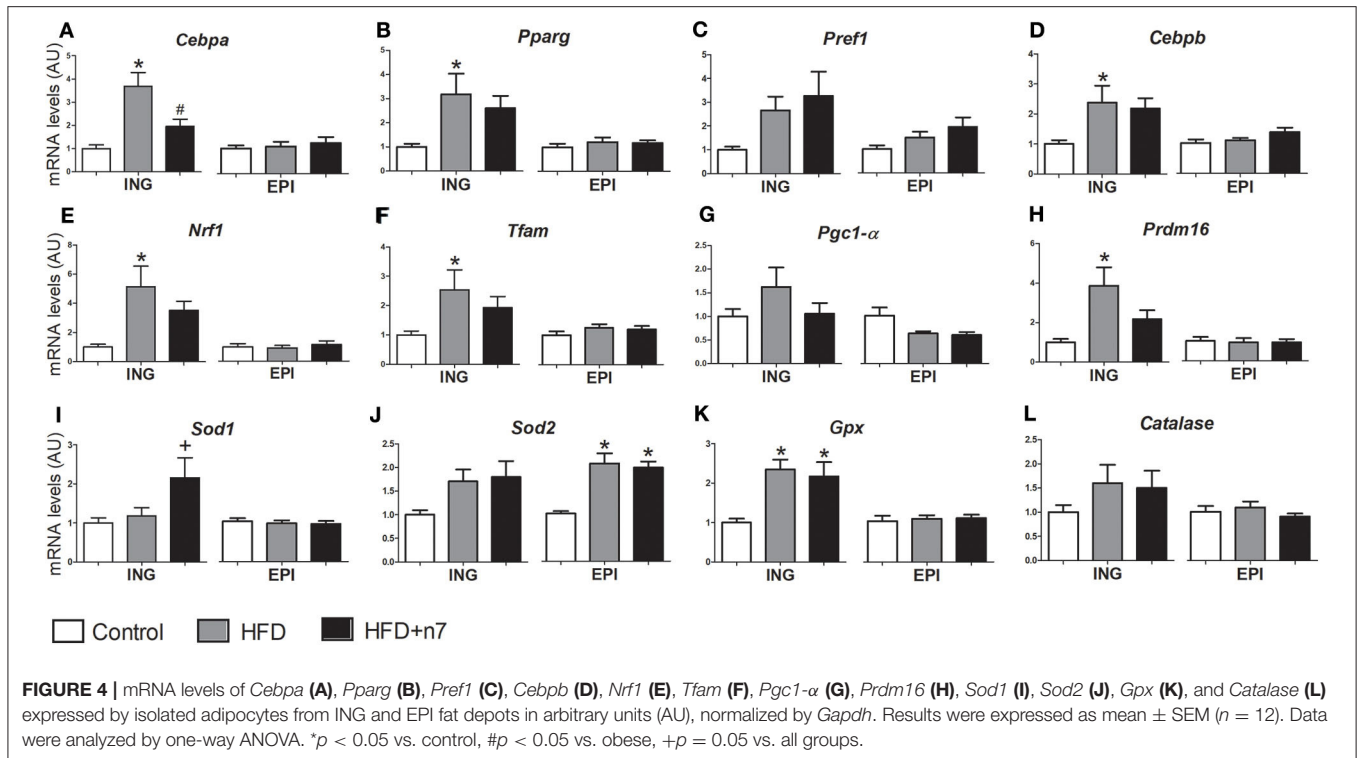 A
Cebpa
mRNA levels (AU)
5
4
3
2
1
0
*
#
ING
EPI
B
Pparg
5
4
3
2
1
0
*
ING
EPI
C
Pref1
5
4
3
2
1
0
ING
EPI
D
Cebpb
4
3
2
1
0
*
ING
EPI
E
Nrf1
mRNA levels (AU)
8
6
4
2
0
*
ING
EPI
F
Tfam
4
3
2
1
0
*
ING
EPI
G
Pgc1-α
2.5
2.0
1.5
1.0
0.5
0.0
ING
EPI
H
Prdm16
6
4
2
0
*
ING
EPI
I
Sod1
mRNA levels (AU)
3
2
1
0
+
ING
EPI
J
Sod2
2.5
2.0
1.5
1.0
0.5
0.0
* *
ING
EPI
K
Gpx
3
2
1
0
* *
ING
EPI
L
Catalase
2.5
2.0
1.5
1.0
0.5
0.0
ING
EPI
Control HFD HFD+n7
FIGURE 4 | mRNA levels of Cebpa (A), Pparg (B), Pref1 (C), Cebpb (D), Nrf1 (E), Tfam (F), Pgc1-α (G), Prdm16 (H), Sod1 (I), Sod2 (J), Gpx (K), and Catalase (L)
expressed by isolated adipocytes from ING and EPI fat depots in arbitrary units (AU), normalized by Gapdh. Results were expressed as mean ± SEM (n = 12). Data
were analyzed by one-way ANOVA. *p < 0.05 vs. control, #p < 0.05 vs. obese, +p = 0.05 vs. all groups.